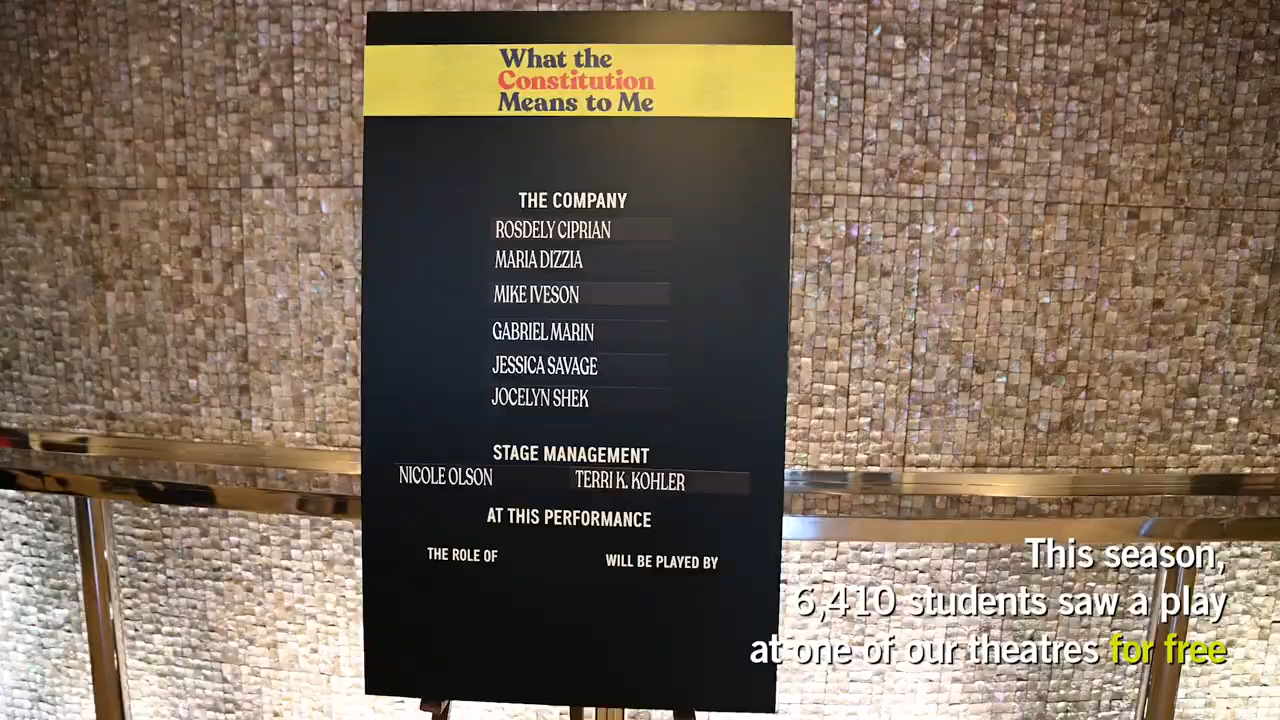 What the
Constitution
Means to Me
THE COMPANY
ROSDELY CIPRIAN
MARIA DIZZIA
MIKE IVESON
GABRIEL MARIN
JESSICA SAVAGE
JOCELYN SHEK
STAGE MANAGEMENT
NICOLE OLSON TERRI K. KOHLER
AT THIS PERFORMANCE
THE ROLE OF WILL BE PLAYED BY
This season,
6,410 students saw a play
at one of our theatres for free